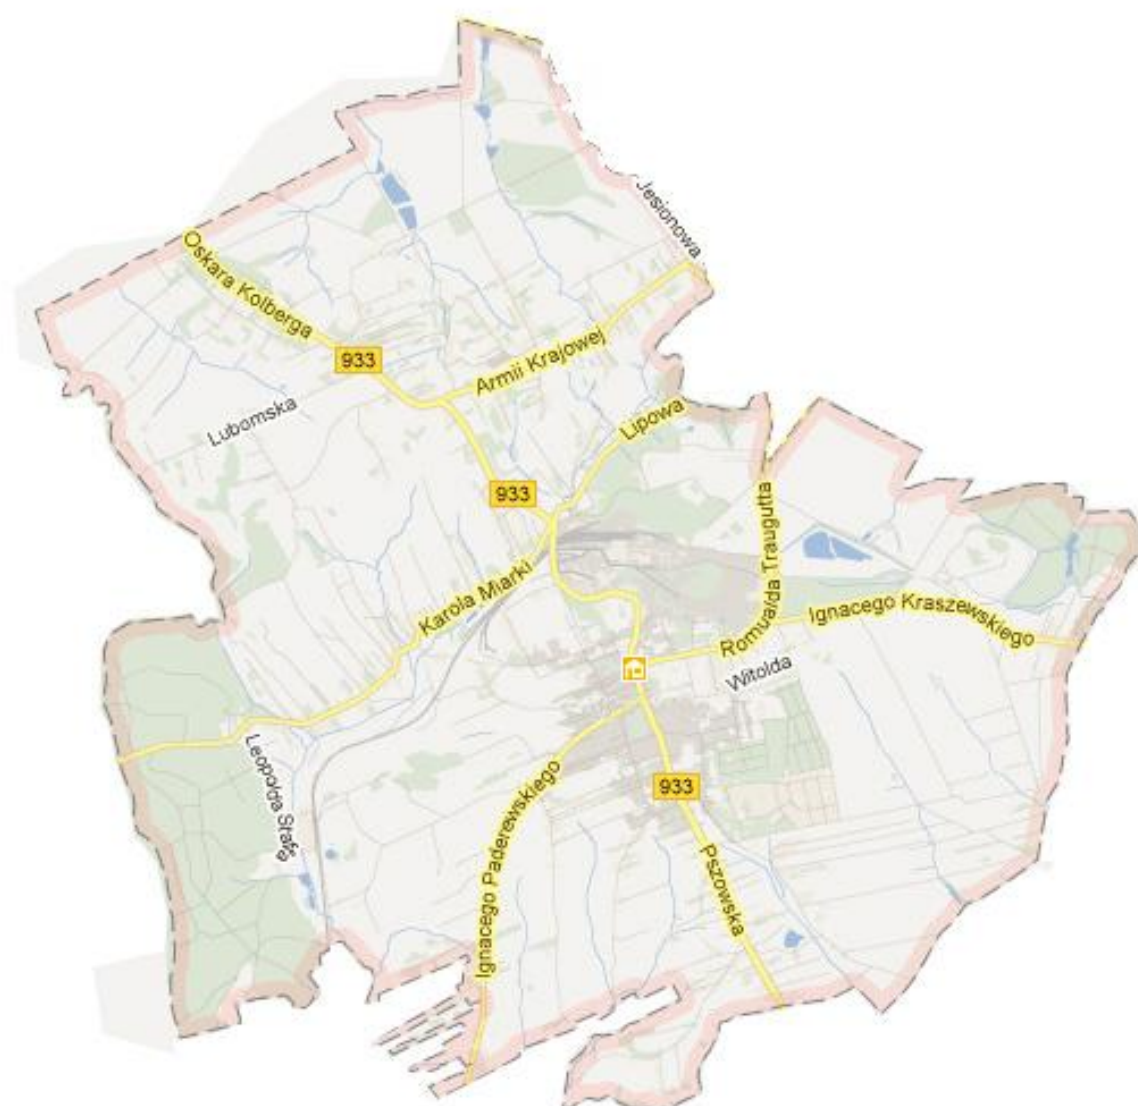 Jesionowa
Oskara Kolberga
933
Armii Krajowej
Lubomska
Lipowa
933
Romualda Traugutta
Karola Miarki
Ignacego Kraszewskiego
Witolda
Leopolda Staffa
Ignacego Paderewskiego
933
Pszowska